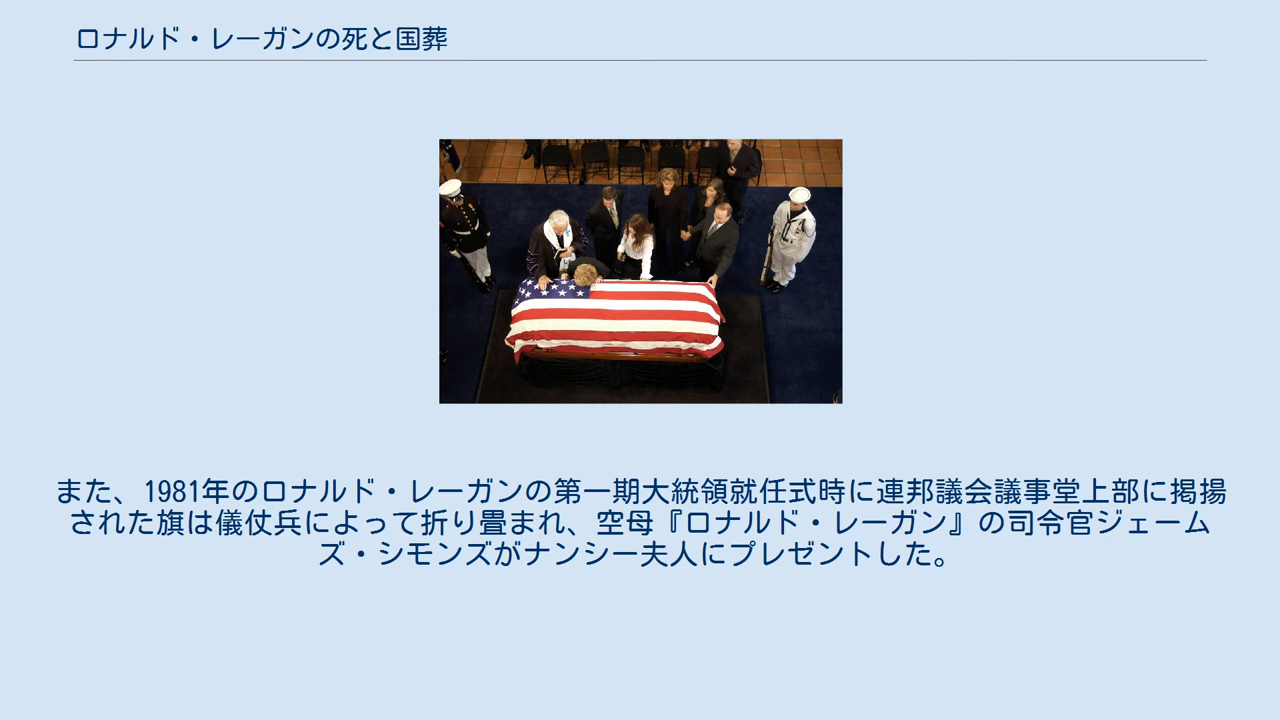 ロナルド・レーガンの死と国葬
また、1981年のロナルド・レーガンの第一期大統領就任式時に連邦議会議事堂上部に掲揚
された旗は儀仗兵によって折り畳まれ、空母『ロナルド・レーガン』の司令官ジェーム
ズ・シモンズがナンシー夫人にプレゼントした。